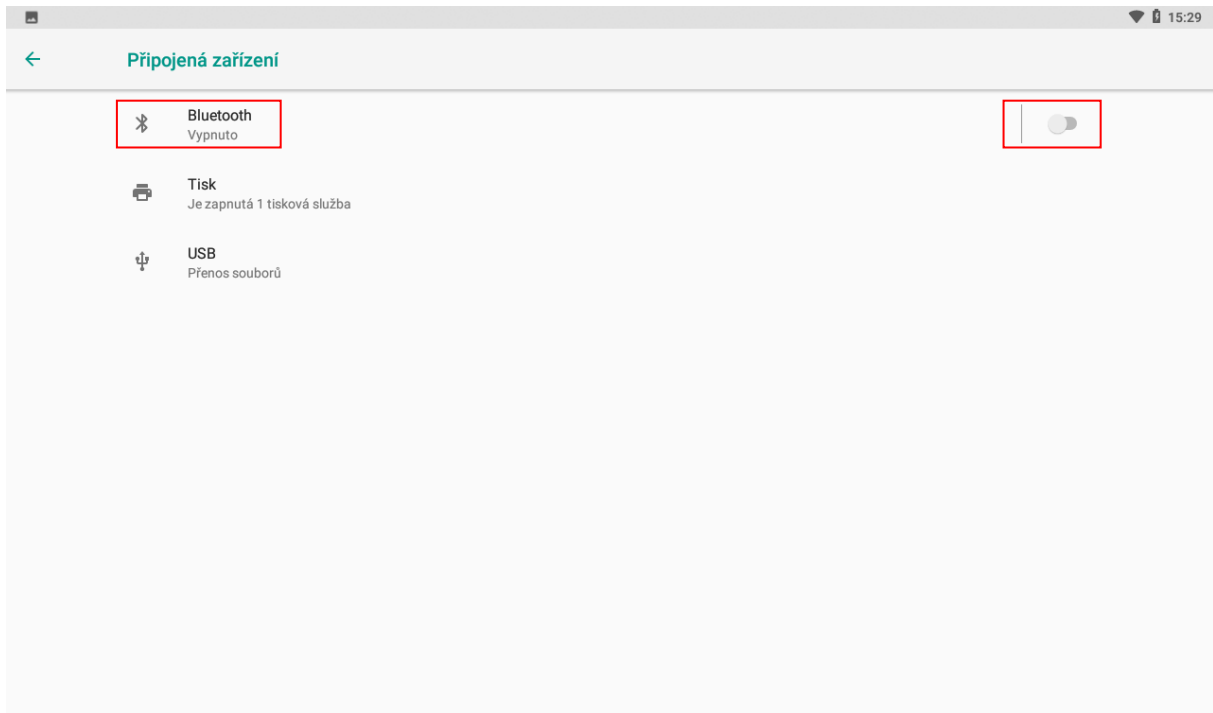 15:29
Připojená zařízení
Bluetooth
Vypnuto
Tisk
Je zapnutá 1 tisková služba
USB
Přenos souborů